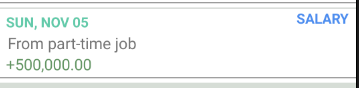 SUN, NOV 05
SALARY
From part-time job
+500,000.00